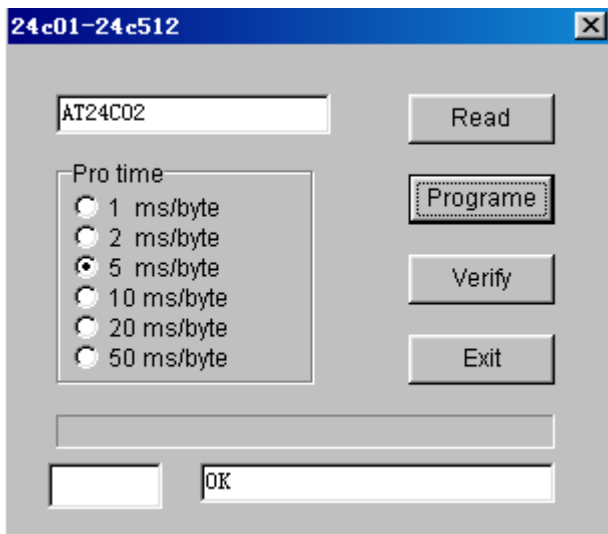 24c01-24c512
AT24C02
Read
Pro time
1 ms/byte
2 ms/byte
5 ms/byte
10 ms/byte
20 ms/byte
50 ms/byte
Programe
Verify
Exit
OK